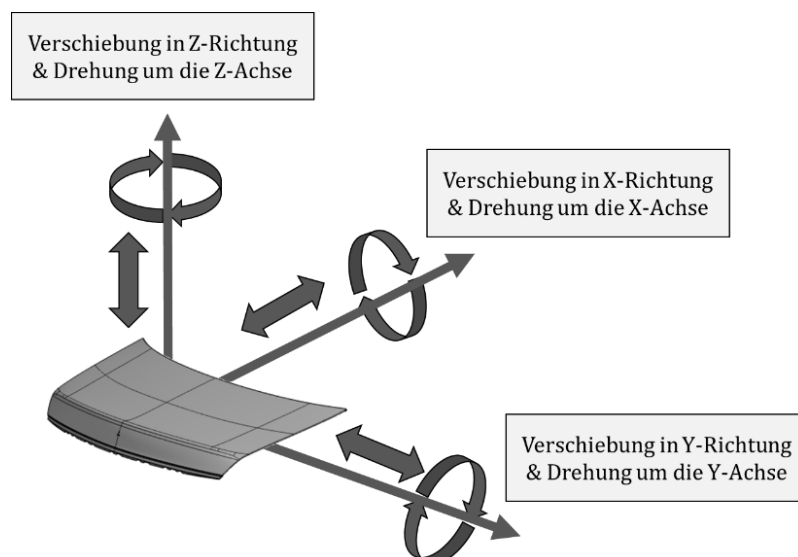 Verschiebung in Z-Richtung
& Drehung um die Z-Achse
Verschiebung in X-Richtung
& Drehung um die X-Achse
Verschiebung in Y-Richtung
& Drehung um die Y-Achse